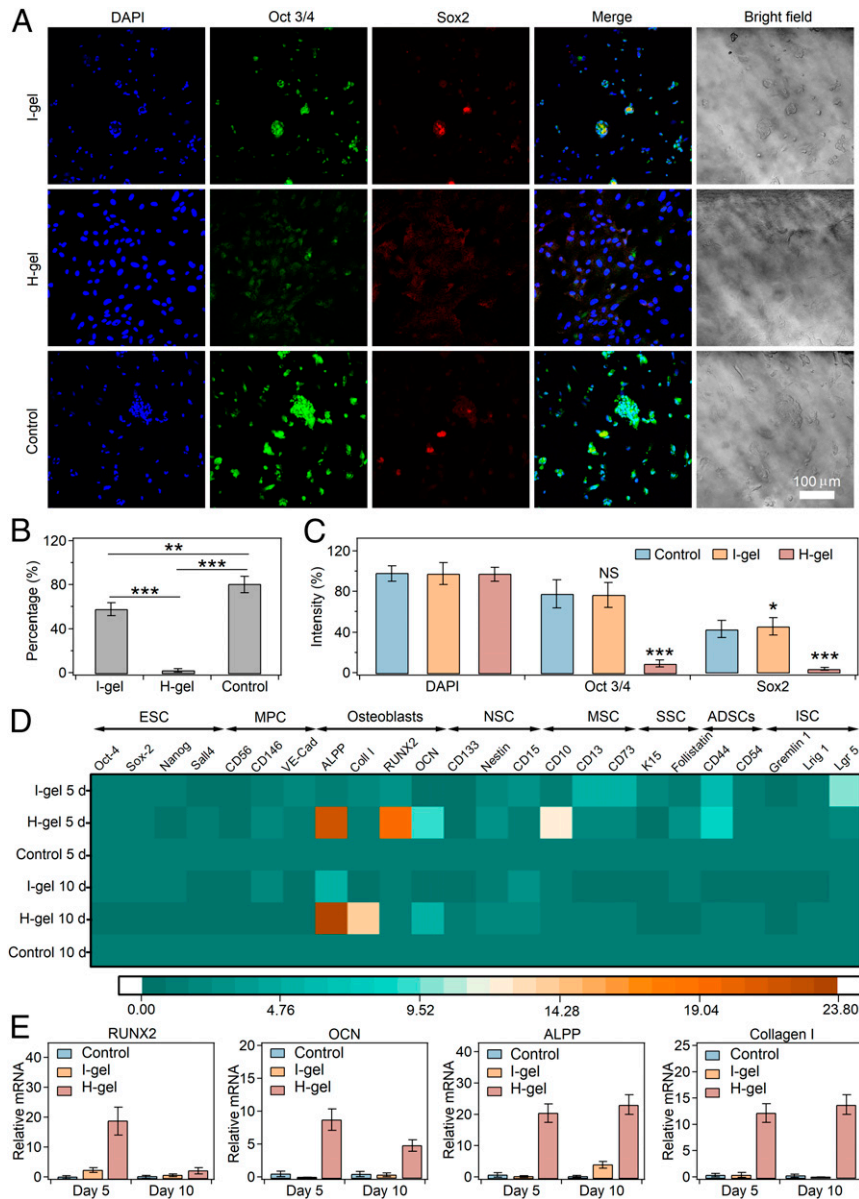 A
DAPI Oct 3/4 Sox2 Merge Bright field
I-gel
H-gel
Control
100 μm
B
Percentage (%)
120
80
40
0
**
***
***
I-gel H-gel Control
C
Intensity (%)
120
80
40
0
Control I-gel H-gel
NS
***
*
***
DAPI Oct 3/4 Sox2
D
ESC MPC Osteoblasts NSC MSC SSC ADSCs ISC
Oct-4 Sox-2 Nanog Sall4 CD56 CD146 VE-Cad ALPP Coll I RUNX2 OCN CD133 Nestin CD15 CD10 CD13 CD73 K15 Follistatin CD44 CD54 Gremlin 1 Lrig 1 Lgr 5
I-gel 5 d
H-gel 5 d
Control 5 d
I-gel 10 d
H-gel 10 d
Control 10 d
0.00 4.76 9.52 14.28 19.04 23.80
E
RUNX2
Relative mRNA
40
30
20
10
0
Control
I-gel
H-gel
Day 5 Day 10
OCN
Relative mRNA
20
15
10
5
0
Control
I-gel
H-gel
Day 5 Day 10
ALPP
Relative mRNA
40
30
20
10
0
Control
I-gel
H-gel
Day 5 Day 10
Collagen I
Relative mRNA
25
20
15
10
5
0
Control
I-gel
H-gel
Day 5 Day 10